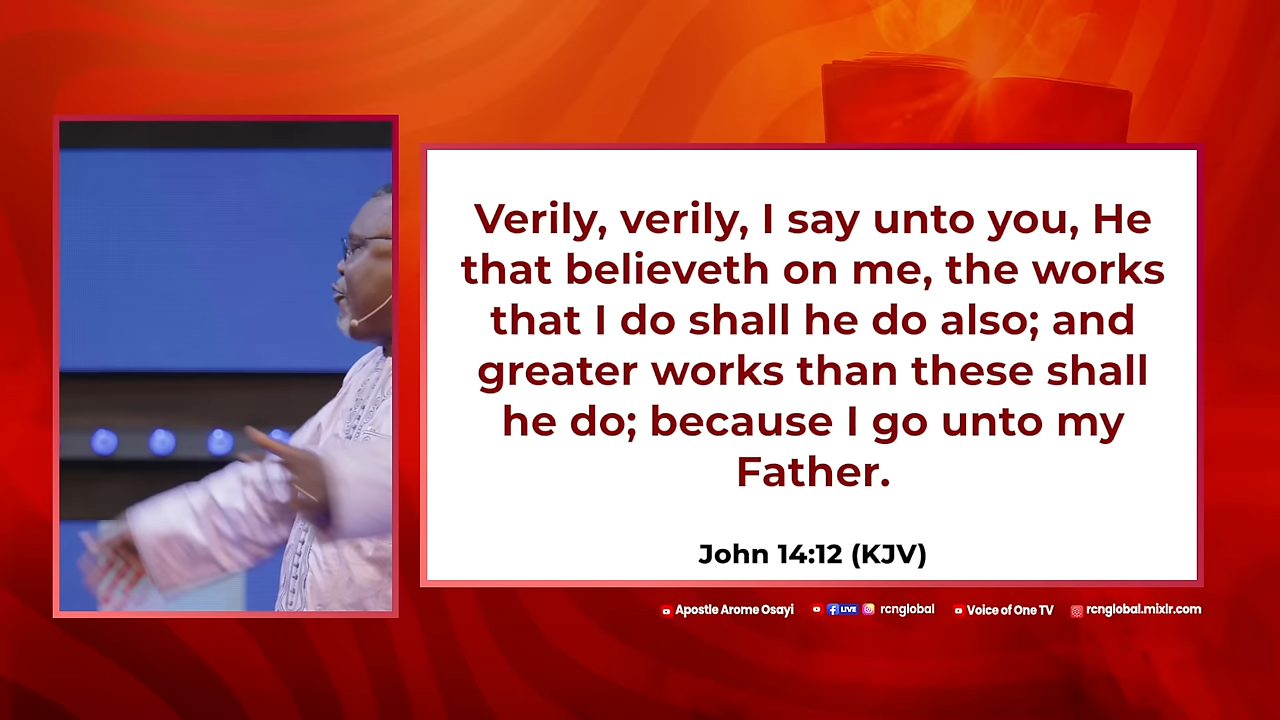 Verily, verily, I say unto you, He
that believeth on me, the works
that I do shall he do also; and
greater works than these shall
he do; because I go unto my
Father.
John 14:12 (KJV)
Apostle Arome Osayi LIVE rcnglobal Voice of One TV rcnglobal.mixlr.com